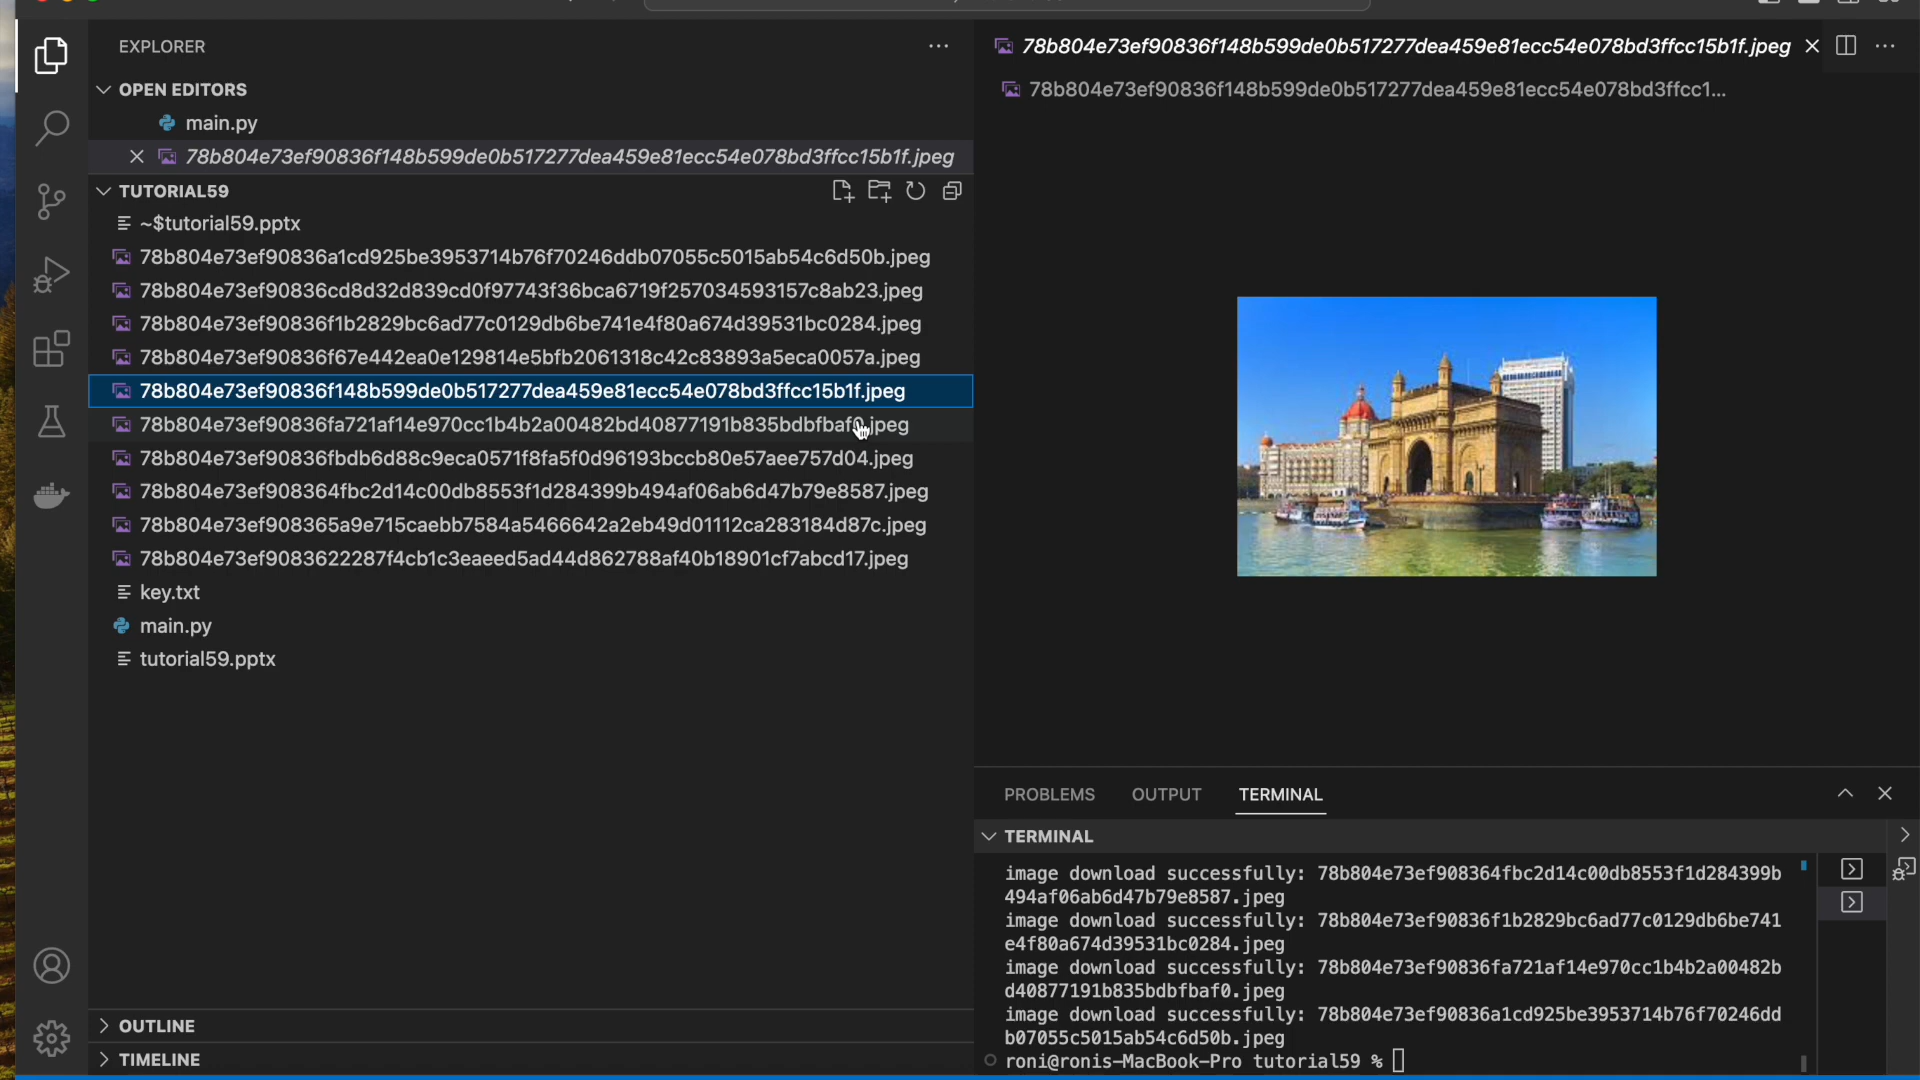 EXPLORER
OPEN EDITORS
main.py
78b804e73ef90836f148b599de0b517277dea459e81ecc54e078bd3ffcc15b1f.jpeg
TUTORIAL59
~$tutorial59.pptx
78b804e73ef90836a1cd925be3953714b76f70246ddb07055c5015ab54c6d50b.jpeg
78b804e73ef90836cd8d32d839cd0f97743f36bca6719f257034593157c8ab23.jpeg
78b804e73ef90836f1b2829bc6ad77c0129db6be741e4f80a674d39531bc0284.jpeg
78b804e73ef90836f67e442ea0e129814e5bfb2061318c42c83893a5eca0057a.jpeg
78b804e73ef90836f148b599de0b517277dea459e81ecc54e078bd3ffcc15b1f.jpeg
78b804e73ef90836fa721af14e970cc1b4b2a00482bd40877191b835bdbfbaf0.jpeg
78b804e73ef90836fbdb6d88c9eca0571f8fa5f0d96193bccb80e57aee757d04.jpeg
78b804e73ef908364fbc2d14c00db8553f1d284399b494af06ab6d47b79e8587.jpeg
78b804e73ef908365a9e715caebb7584a5466642a2eb49d01112ca283184d87c.jpeg
78b804e73ef9083622287f4cb1c3eaeed5ad44d862788af40b18901cf7abcd17.jpeg
key.txt
main.py
tutorial59.pptx
OUTLINE
TIMELINE
78b804e73ef90836f148b599de0b517277dea459e81ecc54e078bd3ffcc15b1f.jpeg
78b804e73ef90836f148b599de0b517277dea459e81ecc54e078bd3ffcc1...
PROBLEMS OUTPUT TERMINAL
TERMINAL
image download successfully: 78b804e73ef908364fbc2d14c00db8553f1d284399b
494af06ab6d47b79e8587.jpeg
image download successfully: 78b804e73ef90836f1b2829bc6ad77c0129db6be741
e4f80a674d39531bc0284.jpeg
image download successfully: 78b804e73ef90836fa721af14e970cc1b4b2a00482b
d40877191b835bdbfbaf0.jpeg
image download successfully: 78b804e73ef90836a1cd925be3953714b76f70246dd
b07055c5015ab54c6d50b.jpeg
roni@ronis-MacBook-Pro tutorial59 %